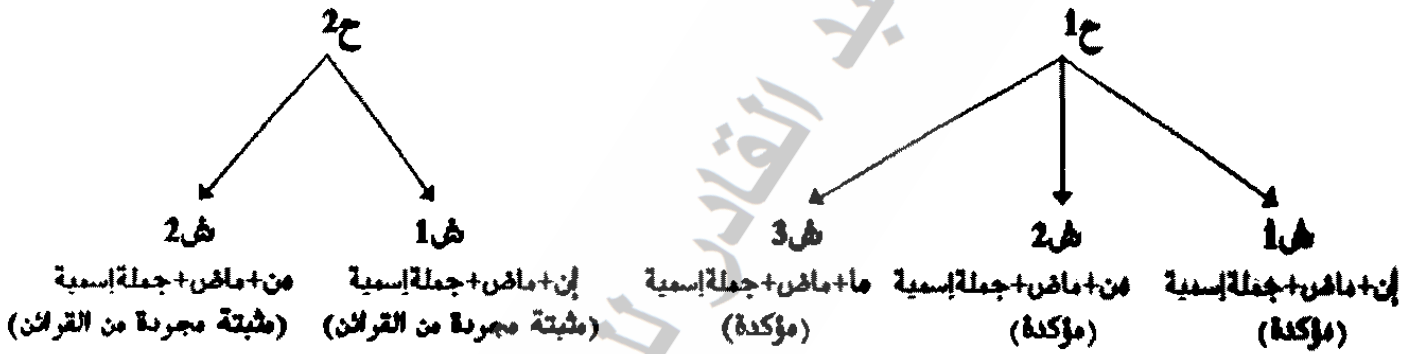 ح1 ح2
ش1 ش2 ش3 ش1 ش2
إن+ماض+جملة إسمية من+ماض+جملة إسمية ما+ماض+جملة إسمية إن+ماض+جملة إسمية من+ماض+جملة إسمية
(مؤكدة) (مؤكدة) (مؤكدة) (مثبتة مجردة من القرائن) (مثبتة مجردة من القرائن)
القادر